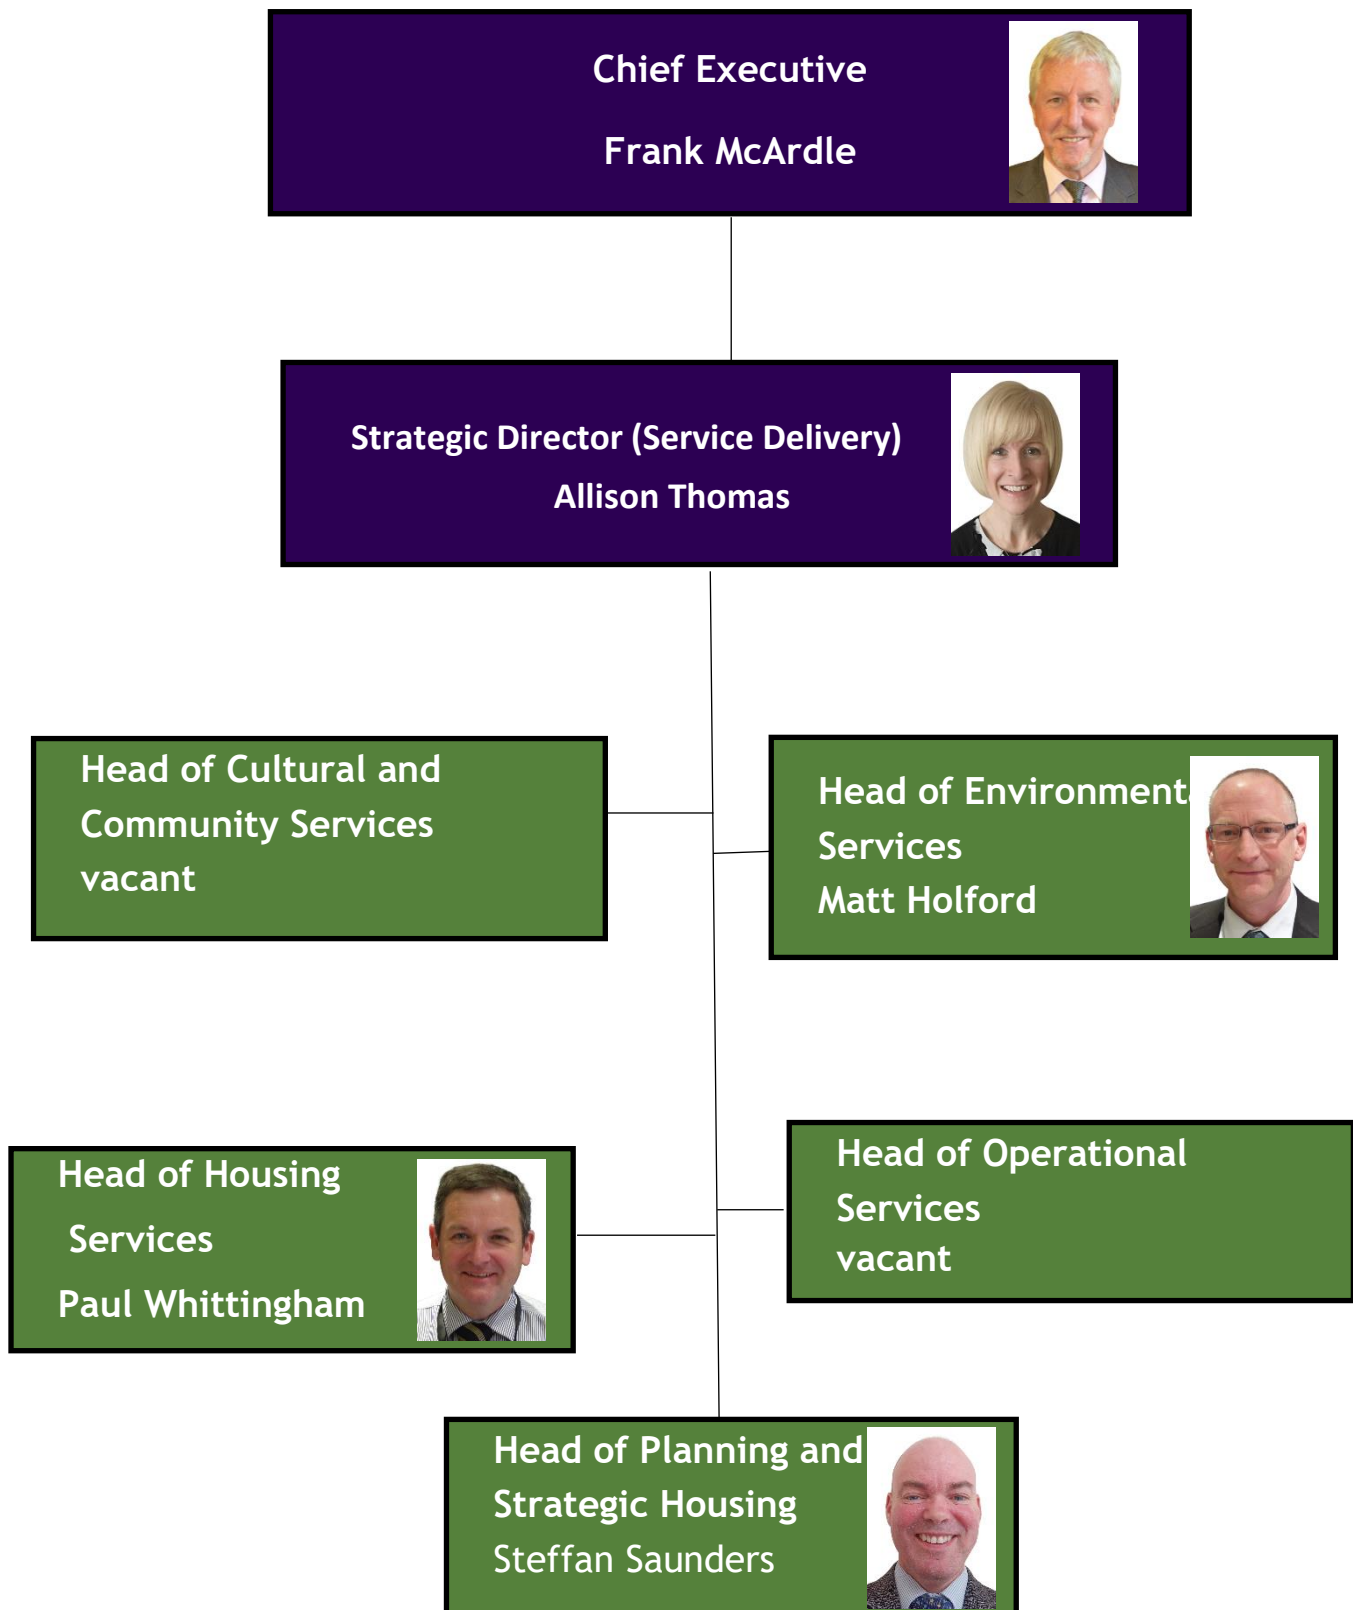 Chief Executive
Frank McArdle
Strategic Director (Service Delivery)
Allison Thomas
Head of Cultural and
Community Services
vacant
Head of Environmenta
Services
Matt Holford
Head of Housing
Services
Paul Whittingham
Head of Operational
Services
vacant
Head of Planning and
Strategic Housing
Steffan Saunders